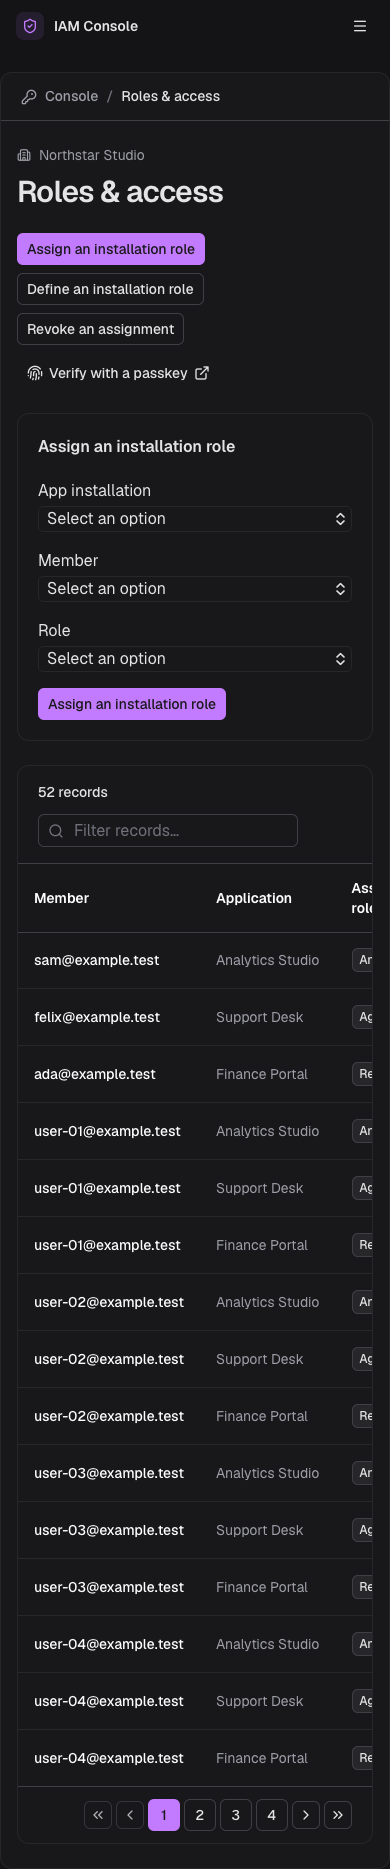 IAM Console
Console / Roles & access
Northstar Studio
Roles & access
Assign an installation role
Define an installation role
Revoke an assignment
Verify with a passkey
Assign an installation role
App installation
Select an option
Member
Select an option
Role
Select an option
Assign an installation role
52 records
Filter records...
Member Application
sam@example.test Analytics Studio
felix@example.test Support Desk
ada@example.test Finance Portal
user-01@example.test Analytics Studio
user-01@example.test Support Desk
user-01@example.test Finance Portal
user-02@example.test Analytics Studio
user-02@example.test Support Desk
user-02@example.test Finance Portal
user-03@example.test Analytics Studio
user-03@example.test Support Desk
user-03@example.test Finance Portal
user-04@example.test Analytics Studio
user-04@example.test Support Desk
user-04@example.test Finance Portal
1 2 3 4